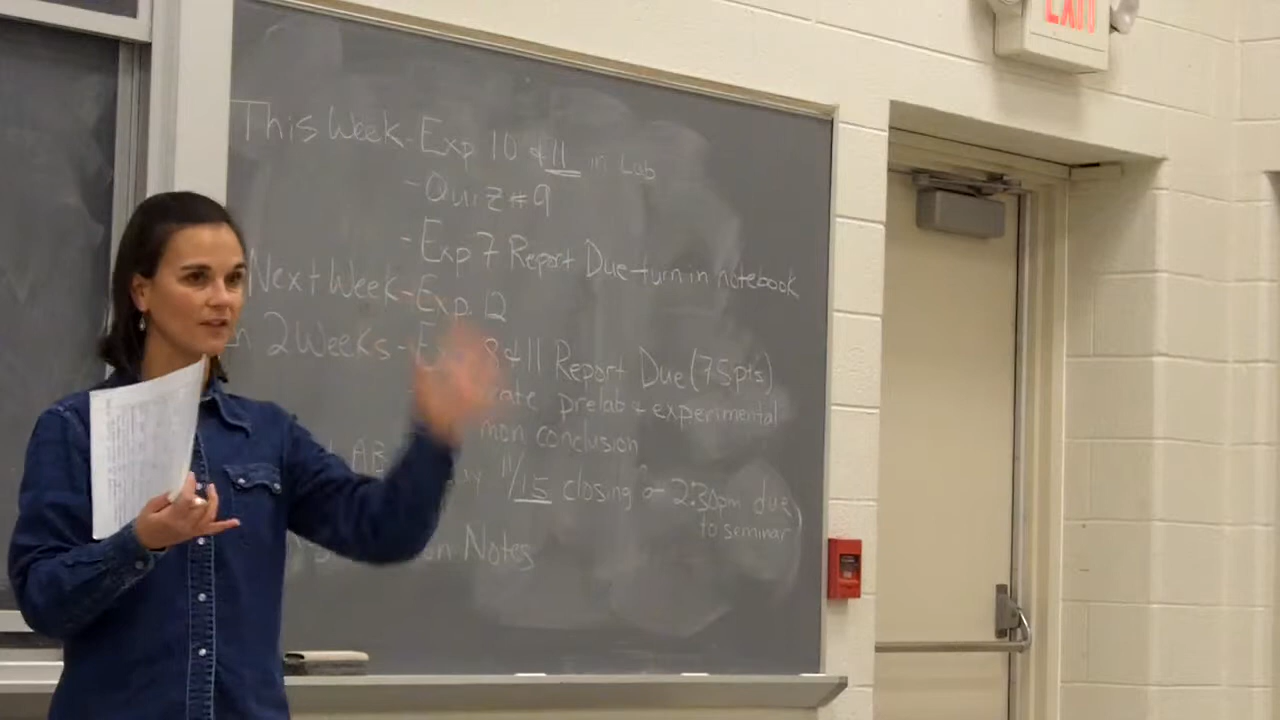 EXIT
This Week - Exp 10 & 11 in Lab
- Quiz #9
- Exp 7 Report Due - turn in notebook
Next Week - Exp. 12
2 Weeks - 8 & 11 Report Due (75pts)
prelab & experimental
conclusion
11/15 closing @ 2:30pm due
to seminar)
Notes